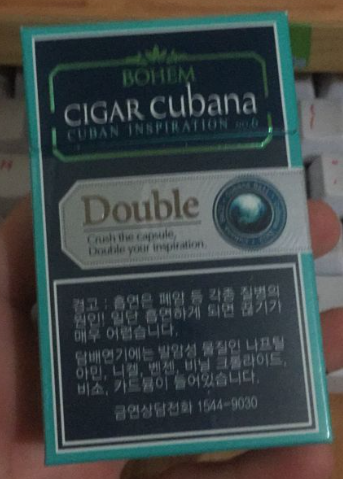 BOHEM
CIGAR cubana
CUBAN INSPIRATION no.6
Double
Crush the capsule,
Double your inspiration.
경고 : 흡연은 폐암 등 각종 질병의
원인! 일단 흡연하게 되면 끊기가
매우 어렵습니다.
담배연기에는 발암성 물질인 나프틸
아민, 니켈, 벤젠, 비닐 크롤라이드,
비소, 카드뮴이 들어있습니다.
금연상담전화 1544-9030